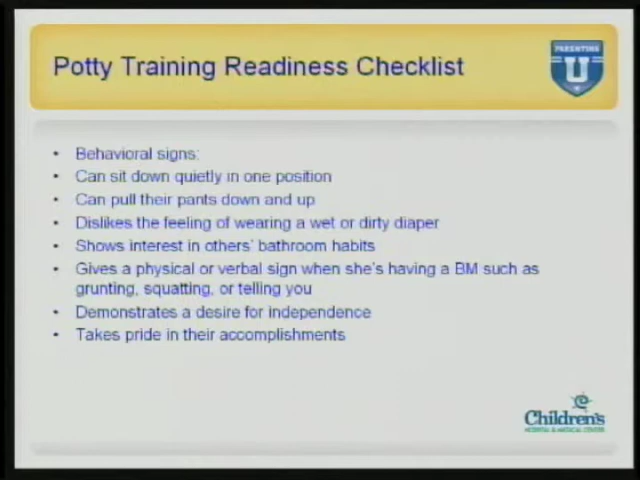 Potty Training Readiness Checklist
PARENTING
U
• Behavioral signs:
• Can sit down quietly in one position
• Can pull their pants down and up
• Dislikes the feeling of wearing a wet or dirty diaper
• Shows interest in others' bathroom habits
• Gives a physical or verbal sign when she's having a BM such as
grunting, squatting, or telling you
• Demonstrates a desire for independence
• Takes pride in their accomplishments
Children's
HOSPITAL & MEDICAL CENTER